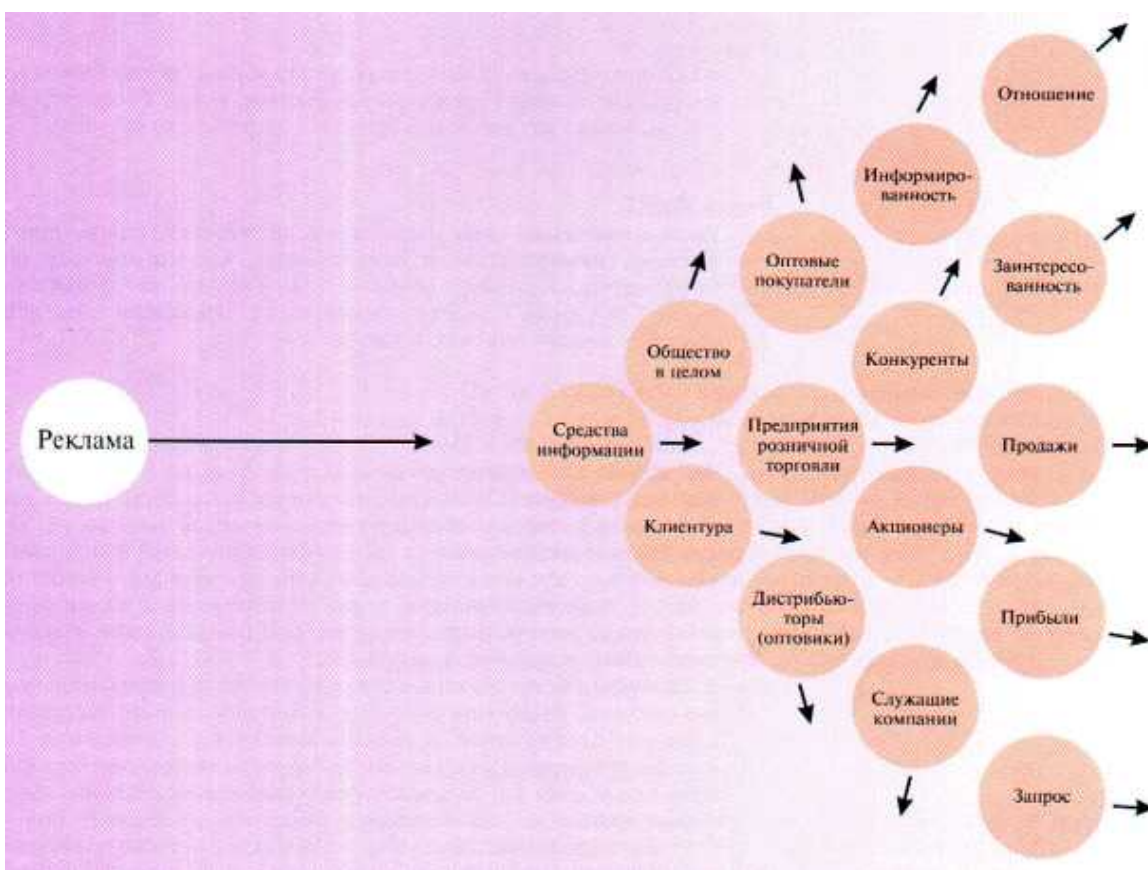 Отношение
Информиро-
ванность
Оптовые
покупатели
Заинтересо-
ванность
Общество
в целом
Конкуренты
Реклама
Средства
информации
Предприятия
розничной
торговли
Продажи
Клиентура
Акционеры
Дистрибью-
торы
(оптовики)
Прибыли
Служащие
компании
Запрос